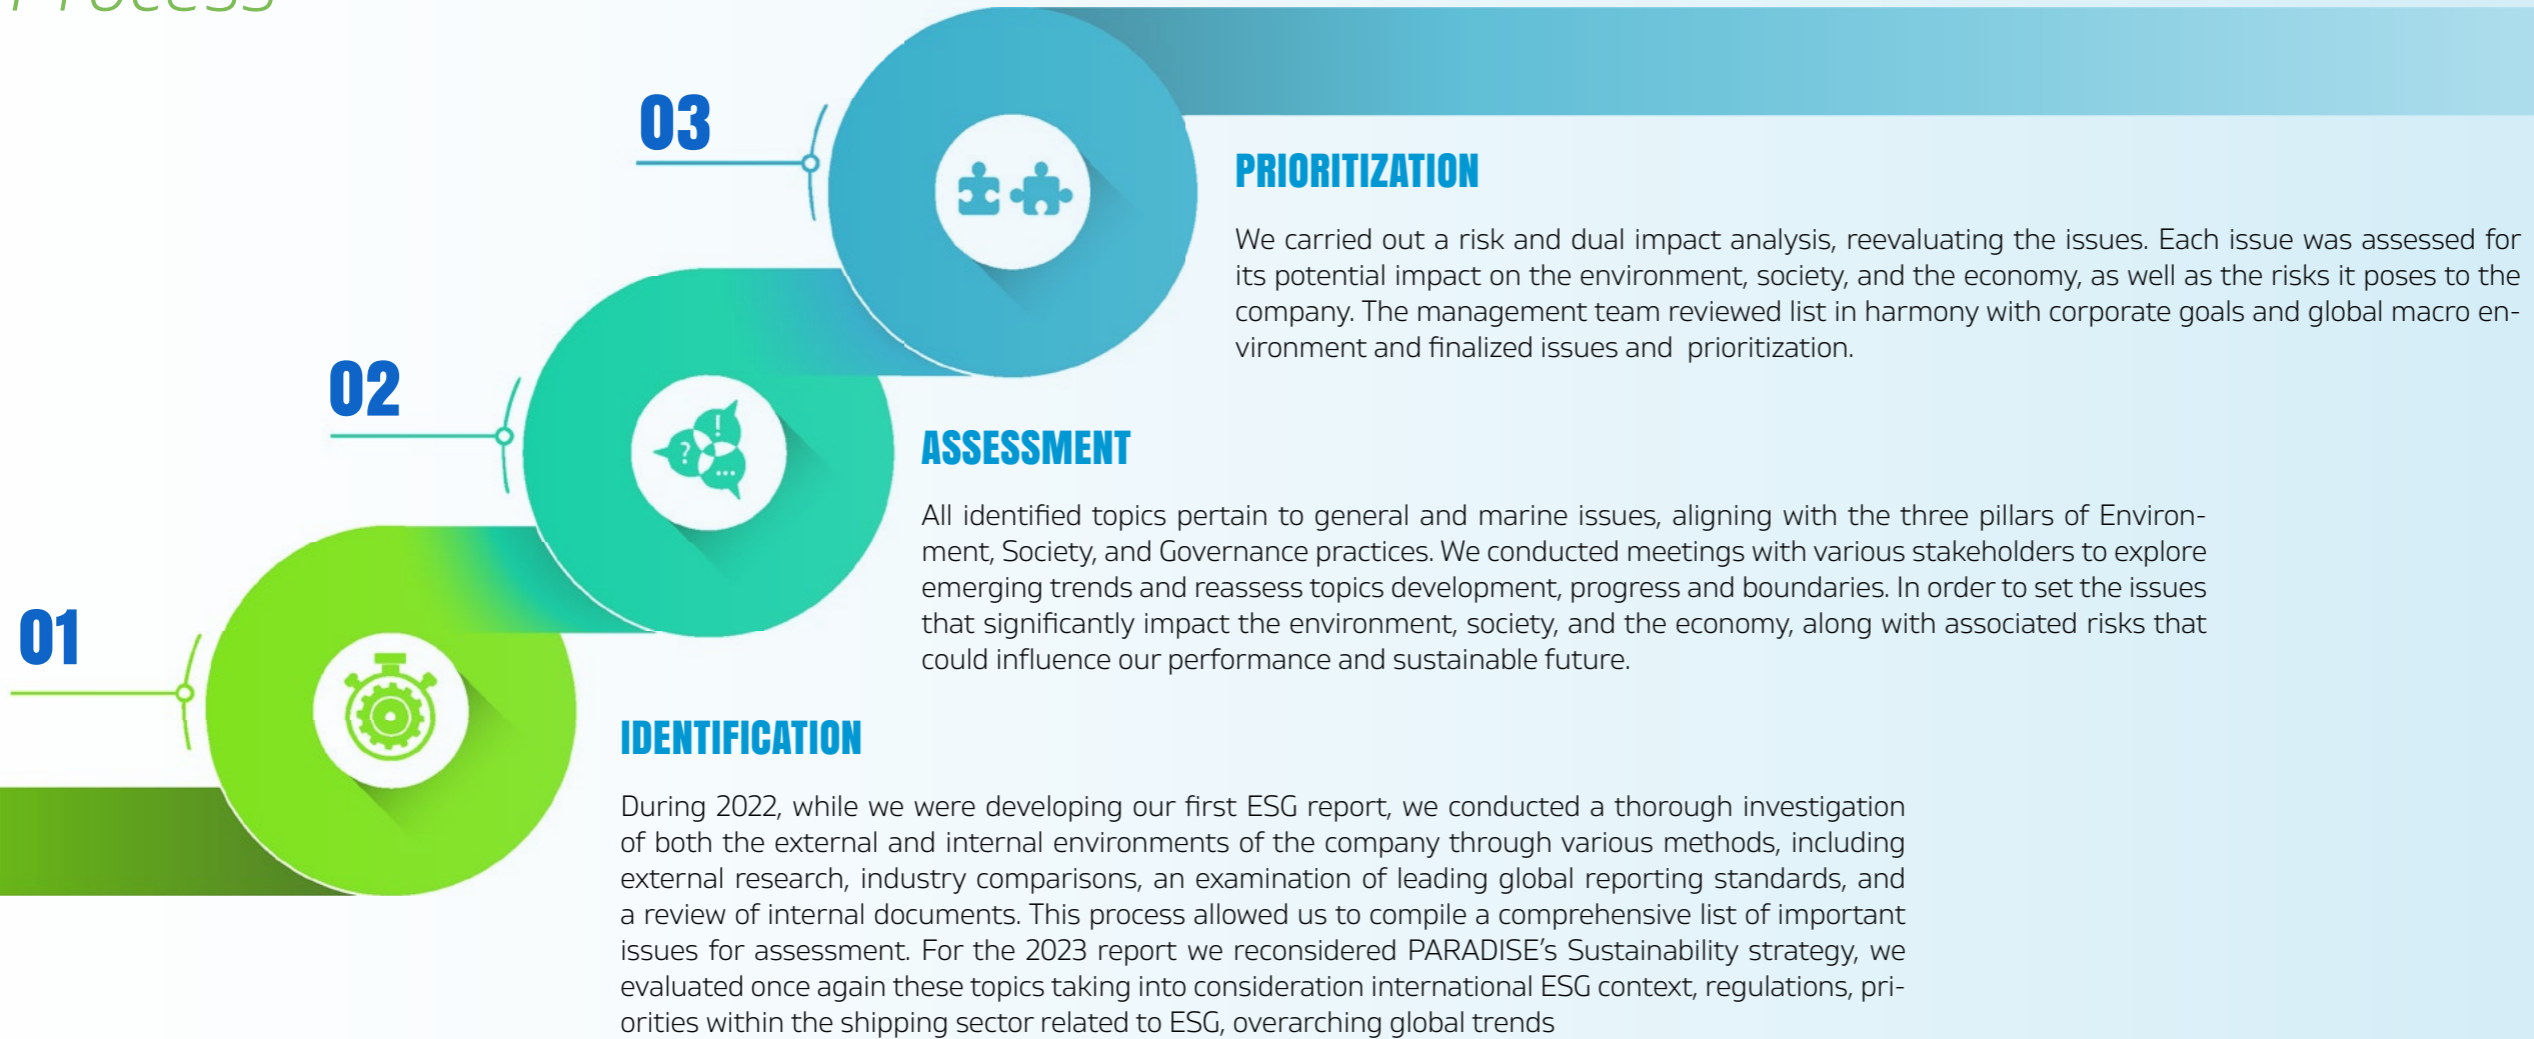 Process
03
PRIORITIZATION
We carried out a risk and dual impact analysis, reevaluating the issues. Each issue was assessed for
its potential impact on the environment, society, and the economy, as well as the risks it poses to the
company. The management team reviewed list in harmony with corporate goals and global macro en-
vironment and finalized issues and prioritization.
02
ASSESSMENT
All identified topics pertain to general and marine issues, aligning with the three pillars of Environ-
ment, Society, and Governance practices. We conducted meetings with various stakeholders to explore
emerging trends and reassess topics development, progress and boundaries. In order to set the issues
that significantly impact the environment, society, and the economy, along with associated risks that
could influence our performance and sustainable future.
01
IDENTIFICATION
During 2022, while we were developing our first ESG report, we conducted a thorough investigation
of both the external and internal environments of the company through various methods, including
external research, industry comparisons, an examination of leading global reporting standards, and
a review of internal documents. This process allowed us to compile a comprehensive list of important
issues for assessment. For the 2023 report we reconsidered PARADISE’s Sustainability strategy, we
evaluated once again these topics taking into consideration international ESG context, regulations, pri-
orities within the shipping sector related to ESG, overarching global trends